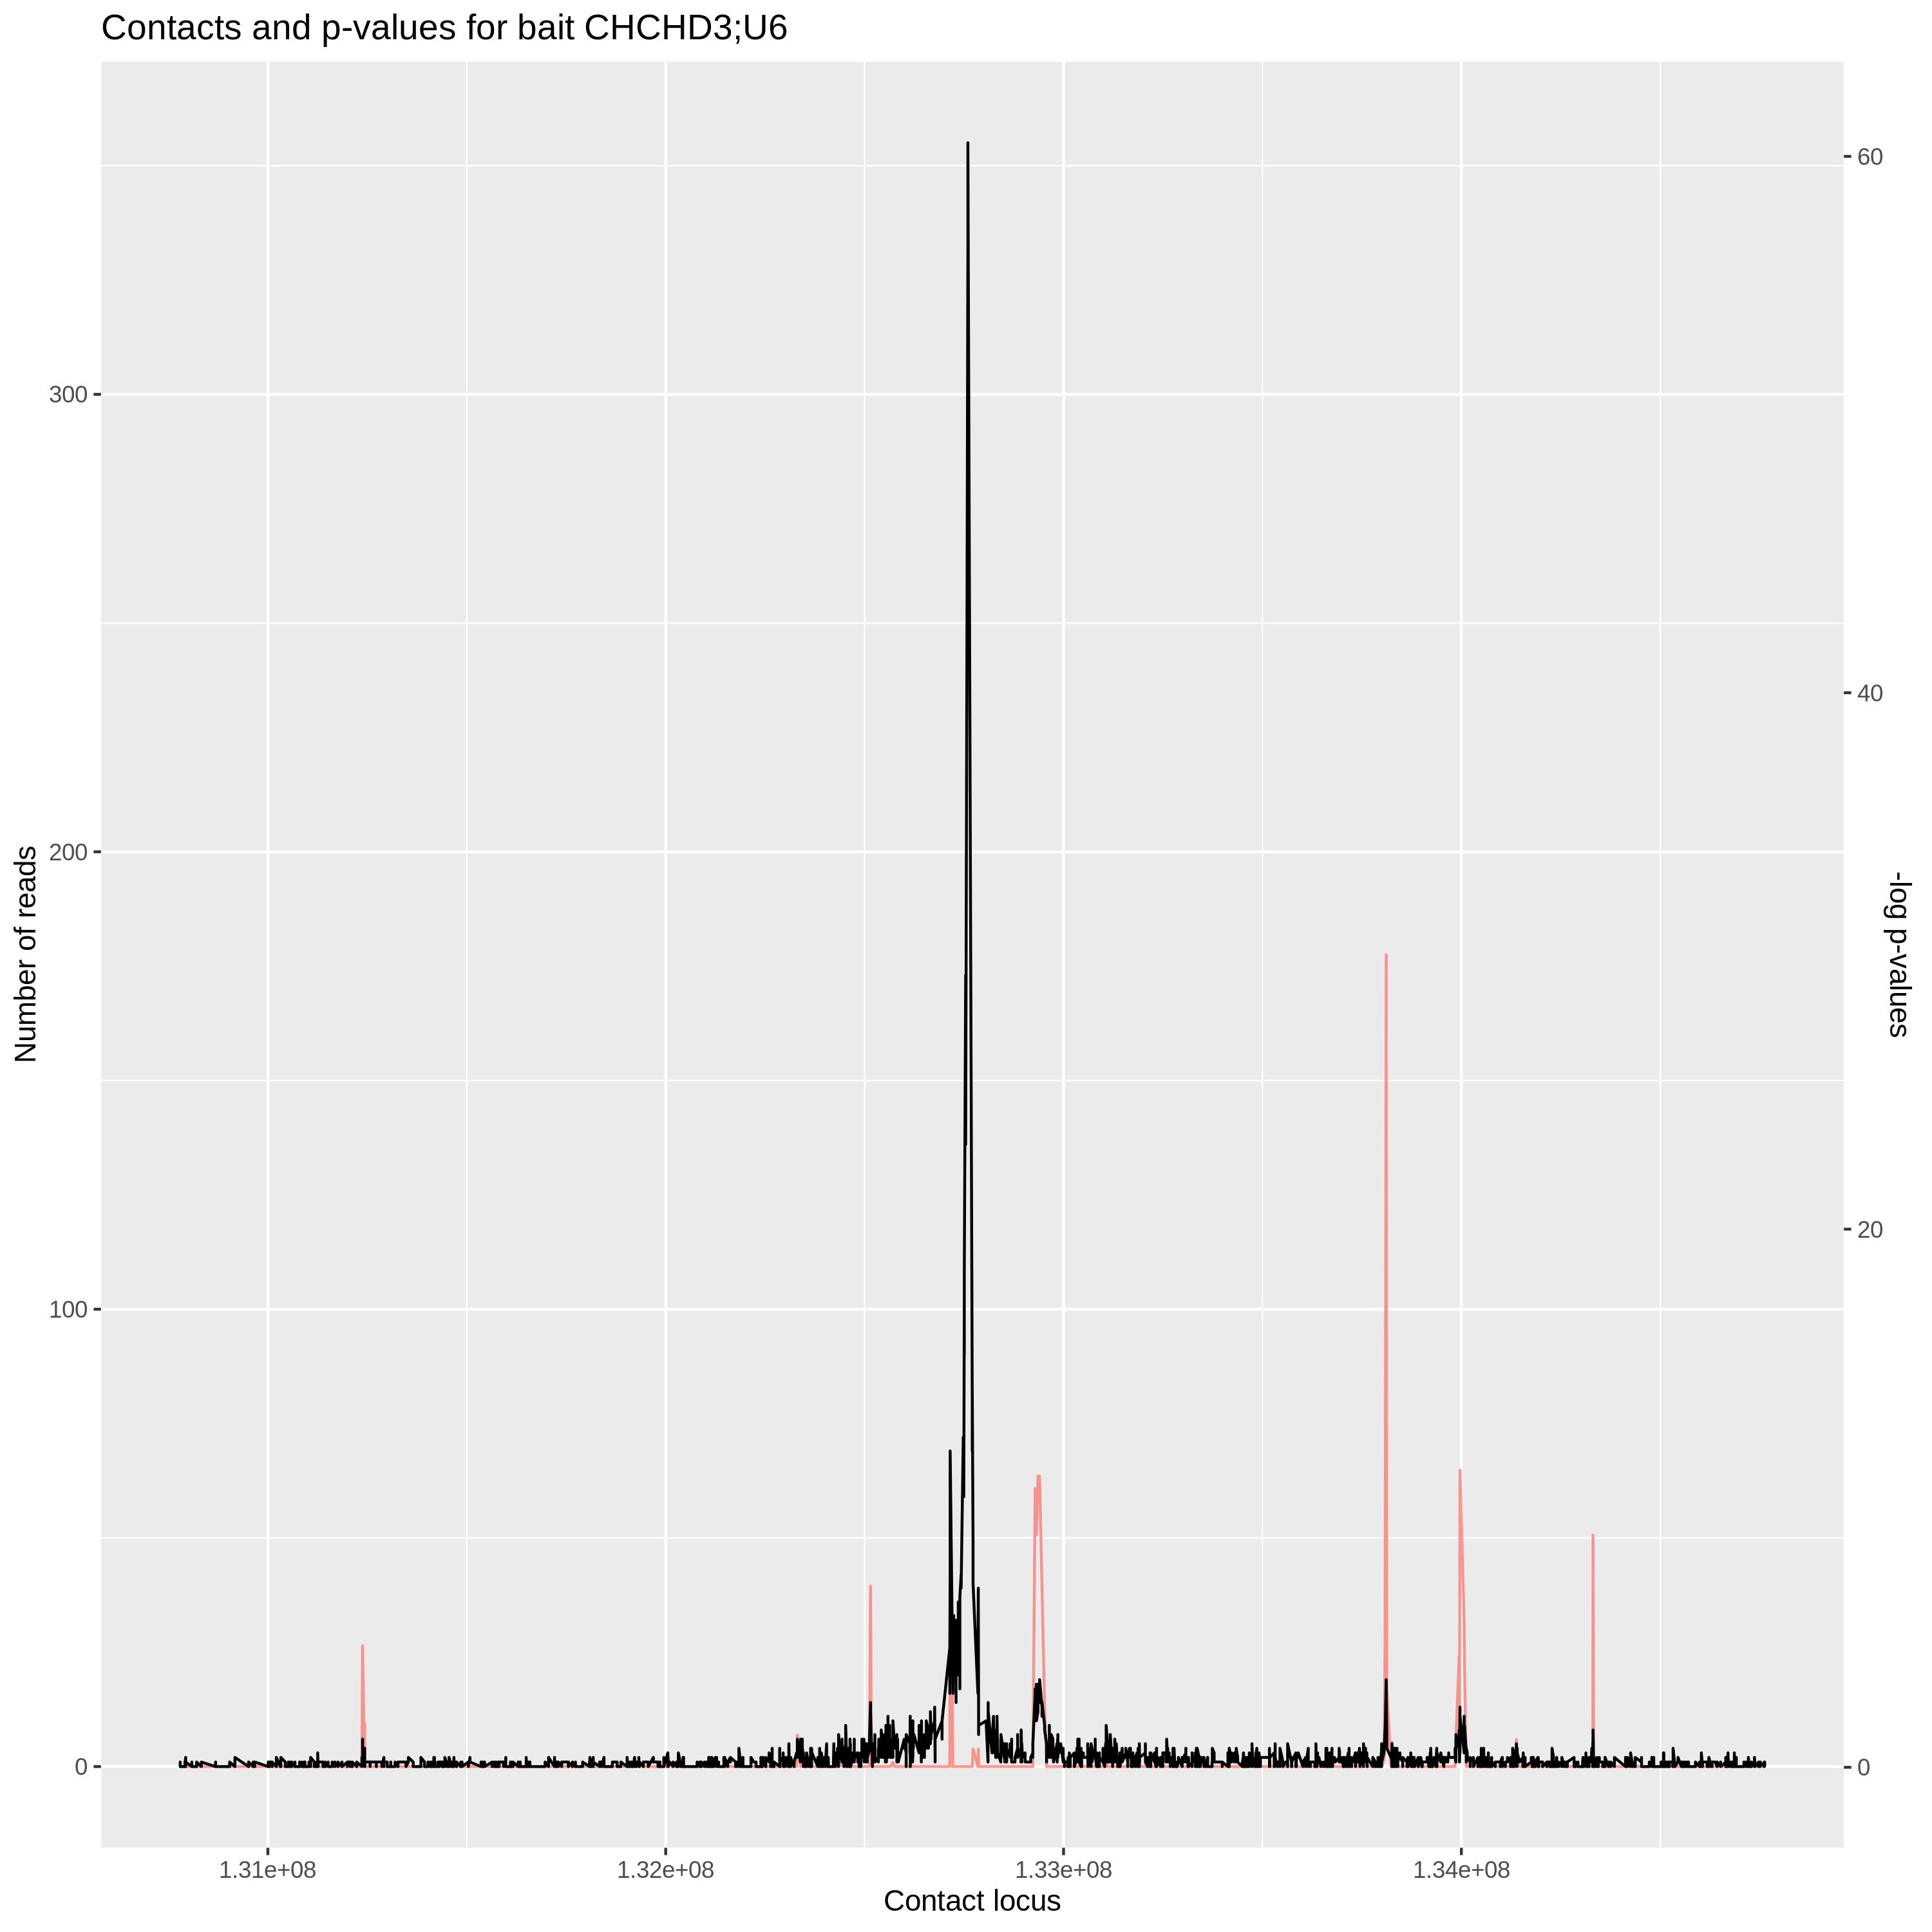 Contacts and p-values for bait CHCHD3;U6
300
200
100
0
Number of reads
60
40
20
0
-log p-values
1.31e+08
1.32e+08
1.33e+08
1.34e+08
Contact locus